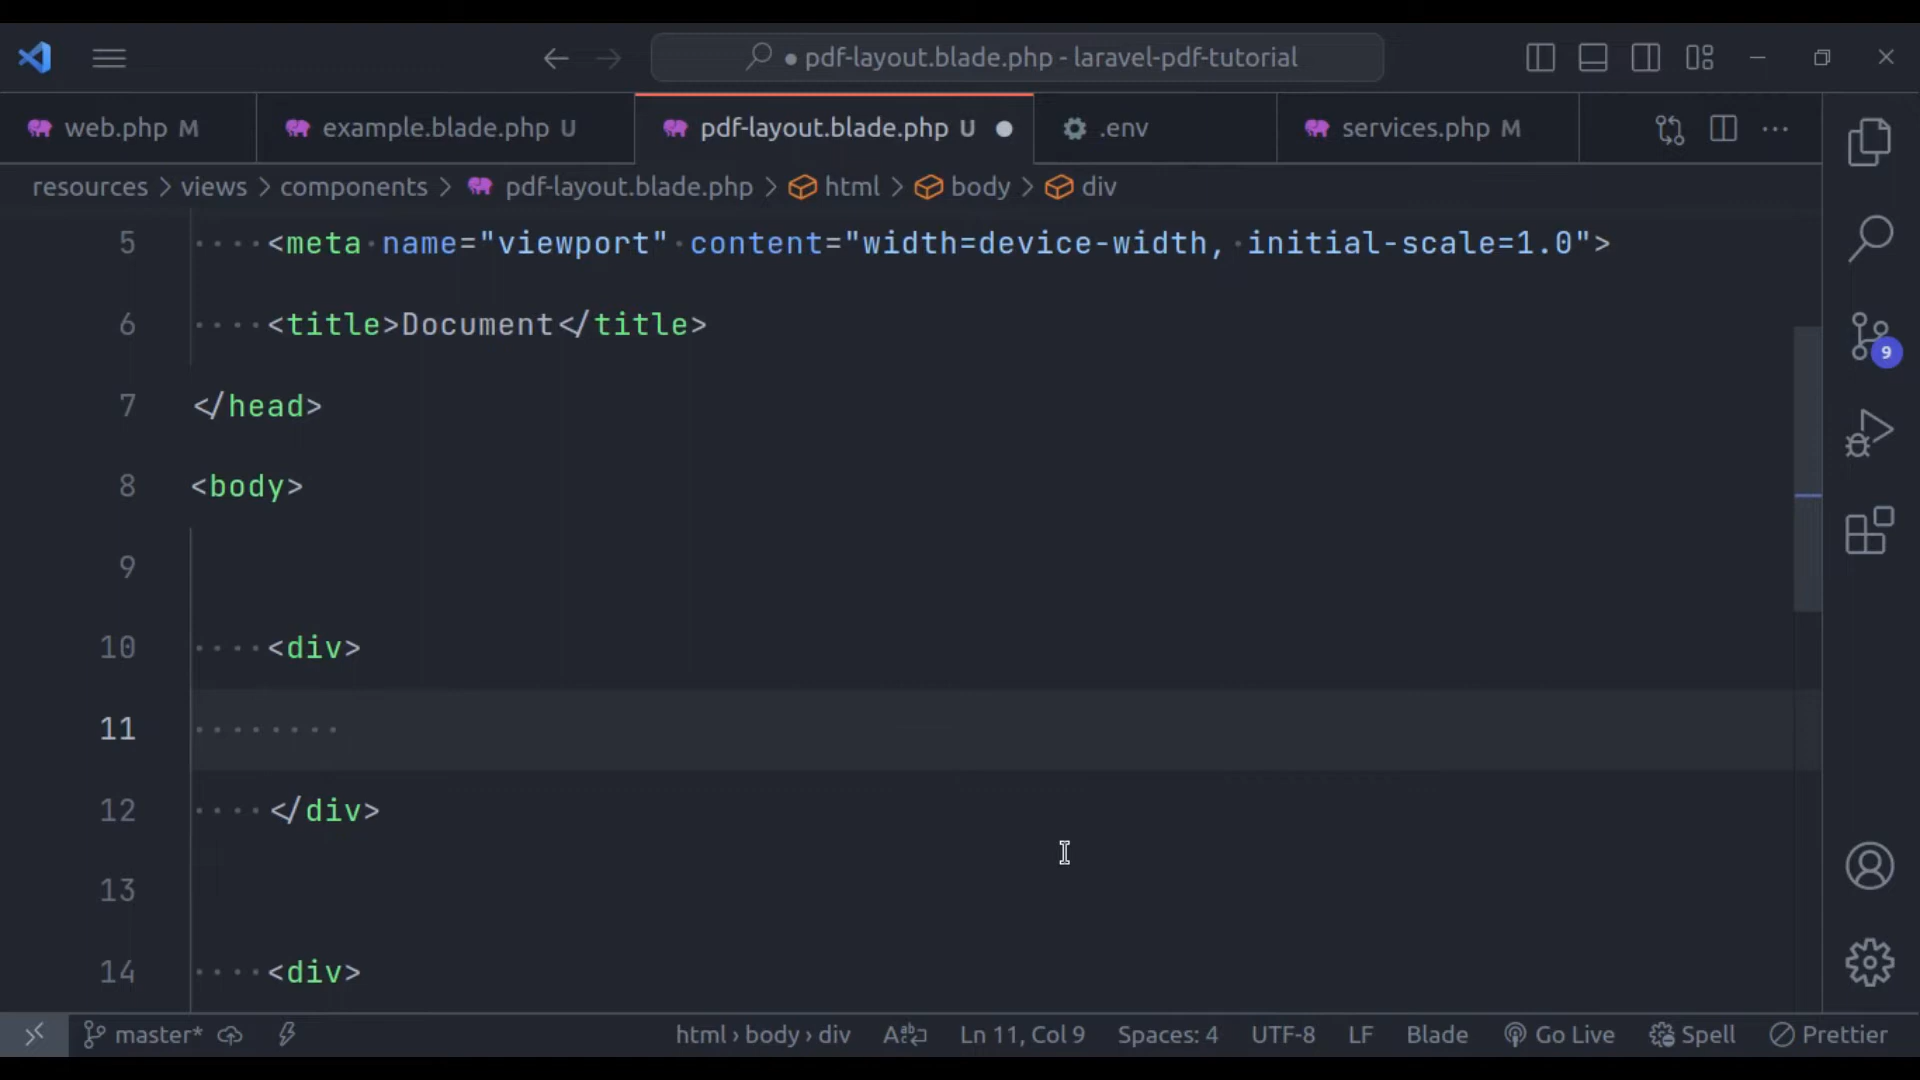 ● pdf-layout.blade.php - laravel-pdf-tutorial
web.php M
example.blade.php U
pdf-layout.blade.php U
.env
services.php M
resources > views > components > pdf-layout.blade.php > html > body > div
5 <meta name="viewport" content="width=device-width, initial-scale=1.0">
6 <title>Document</title>
7 </head>
8 <body>
9
10 <div>
11
12 </div>
13
14 <div>
9
master*
html › body › div
Ln 11, Col 9
Spaces: 4
UTF-8
LF
Blade
Go Live
Spell
Prettier